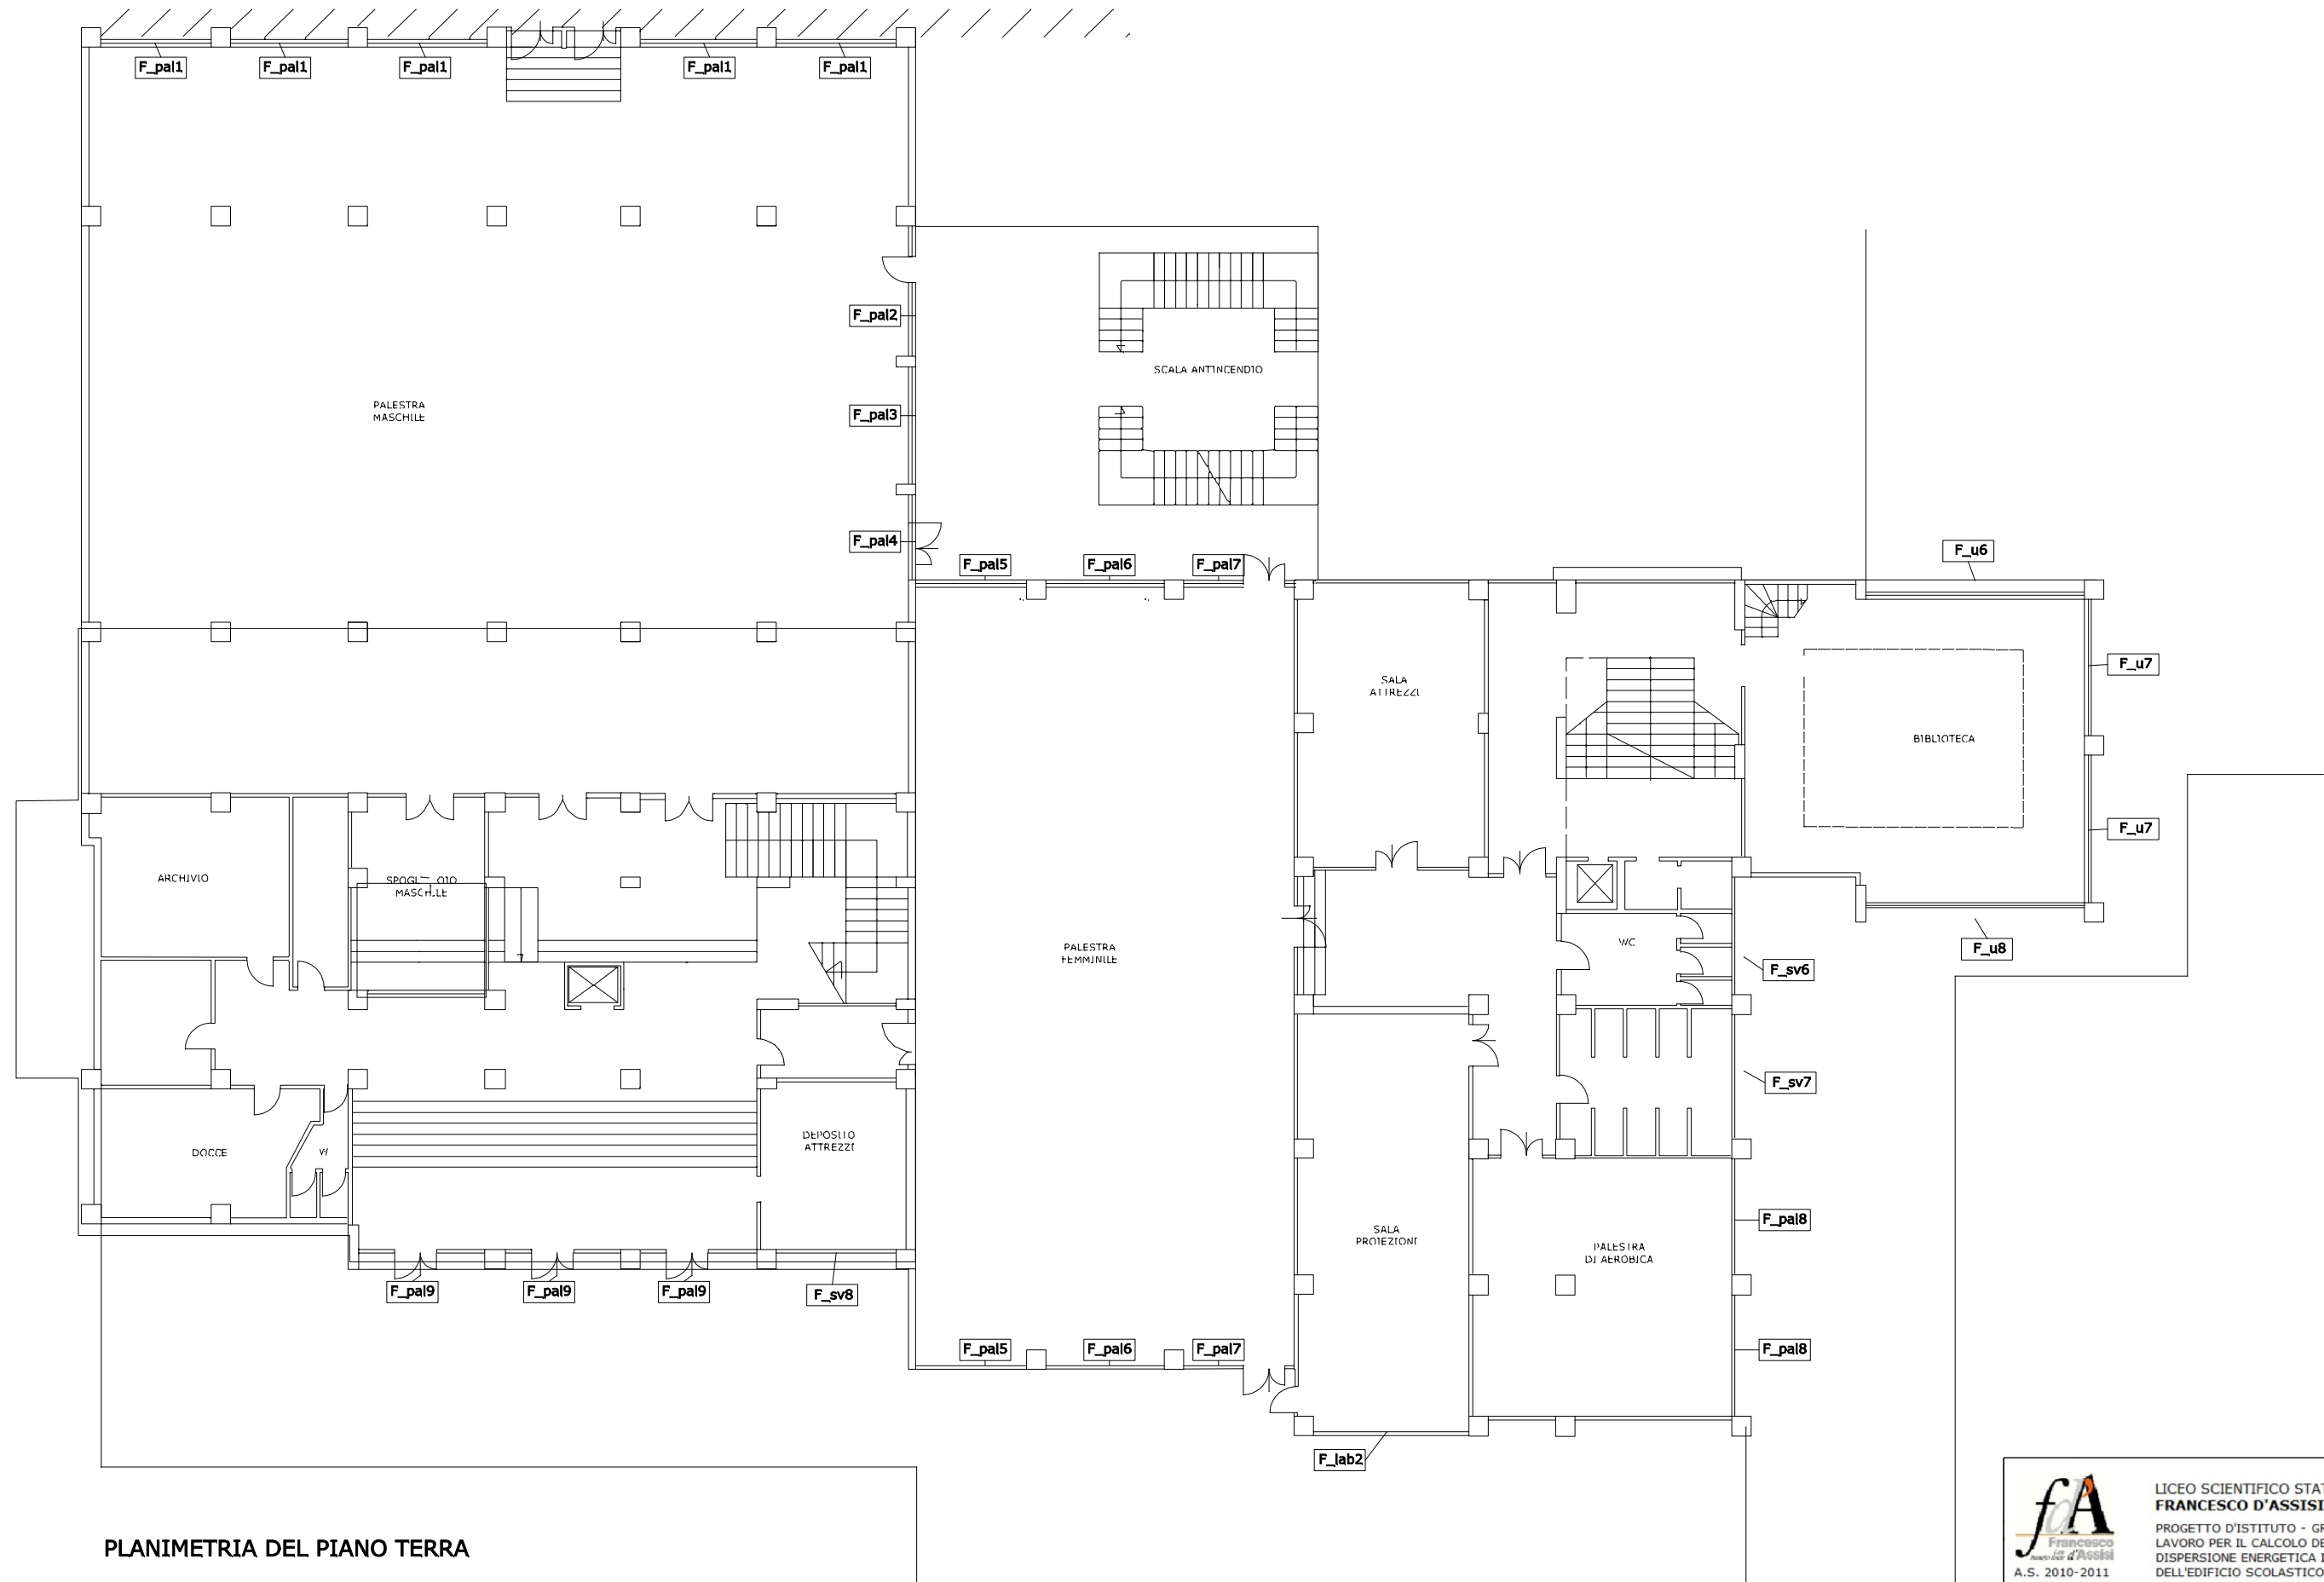 F_pal1
F_pal1
F_pal1
F_pal1
F_pal1
F_pal2
SCALA ANTINCENDIO
PALESTRA
MASCHILE
F_pal3
F_pal4
F_pal5
F_pal6
F_pal7
F_u6
F_u7
SALA
ATTREZZI
BIBLIOTECA
F_u7
ARCHIVIO
MASCHILE
PALESTRA
FEMMINILE
WC
F_u8
F_sv6
F_sv7
DEPOSITO
ATTREZZI
DOCCE
W
F_pal8
SALA
PROIEZIONI
PALESTRA
DI AEROBICA
F_pal9
F_pal9
F_pal9
F_sv8
F_pal5
F_pal6
F_pal7
F_pal8
F_lab2
PLANIMETRIA DEL PIANO TERRA
fdA
Francesco
d'Assisi
A.S. 2010-2011
LICEO SCIENTIFICO STAT
FRANCESCO D'ASSISI
PROGETTO D'ISTITUTO - GR
LAVORO PER IL CALCOLO DE
DISPERSIONE ENERGETICA I
DELL'EDIFICIO SCOLASTICO